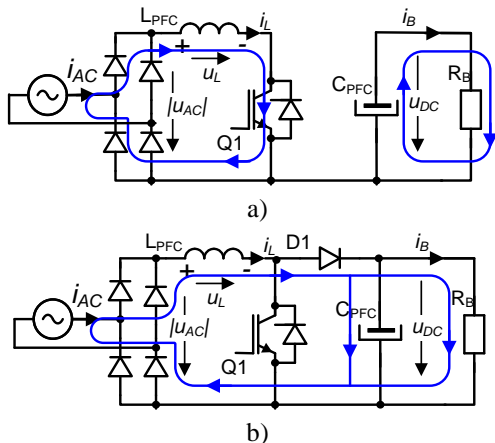 L_PFC i_L i_B
+ -
i_AC u_L C_PFC R_B
|u_AC| u_DC
Q1
a)
L_PFC i_L D1 i_B
+ -
i_AC u_L C_PFC R_B
|u_AC| u_DC
Q1
b)